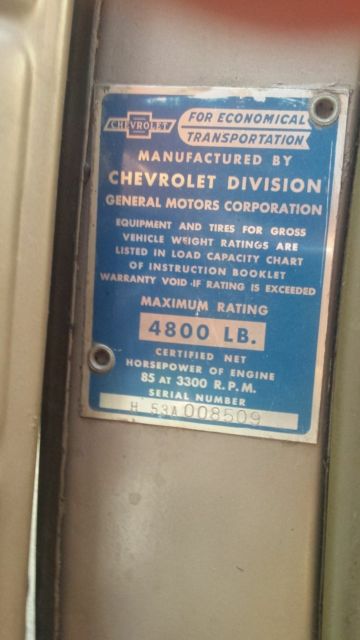 CHEVROLET
FOR ECONOMICAL
TRANSPORTATION
MANUFACTURED BY
CHEVROLET DIVISION
GENERAL MOTORS CORPORATION
EQUIPMENT AND TIRES FOR GROSS
VEHICLE WEIGHT RATINGS ARE
LISTED IN LOAD CAPACITY CHART
OF INSTRUCTION BOOKLET
WARRANTY VOID IF RATING IS EXCEEDED
MAXIMUM RATING
4800 LB.
CERTIFIED NET
HORSEPOWER OF ENGINE
85 AT 3300 R.P.M.
SERIAL NUMBER
H 53A 008509